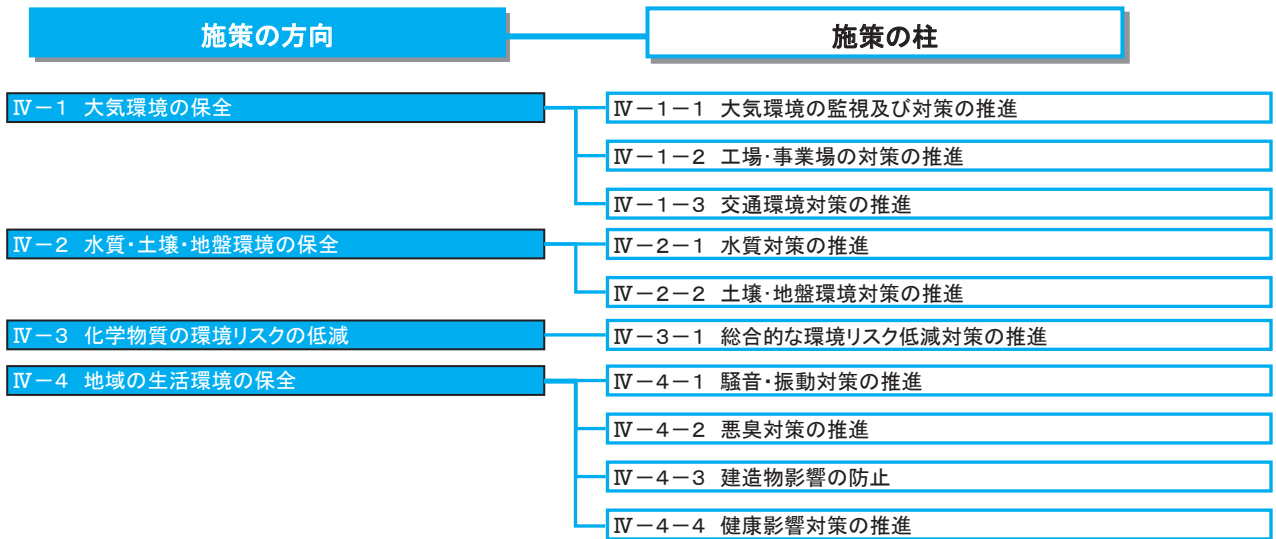 施策の方向
施策の柱
Ⅳ－1 大気環境の保全
Ⅳ－1－1 大気環境の監視及び対策の推進
Ⅳ－1－2 工場・事業場の対策の推進
Ⅳ－1－3 交通環境対策の推進
Ⅳ－2 水質・土壌・地盤環境の保全
Ⅳ－2－1 水質対策の推進
Ⅳ－2－2 土壌・地盤環境対策の推進
Ⅳ－3 化学物質の環境リスクの低減
Ⅳ－3－1 総合的な環境リスク低減対策の推進
Ⅳ－4 地域の生活環境の保全
Ⅳ－4－1 騒音・振動対策の推進
Ⅳ－4－2 悪臭対策の推進
Ⅳ－4－3 建造物影響の防止
Ⅳ－4－4 健康影響対策の推進